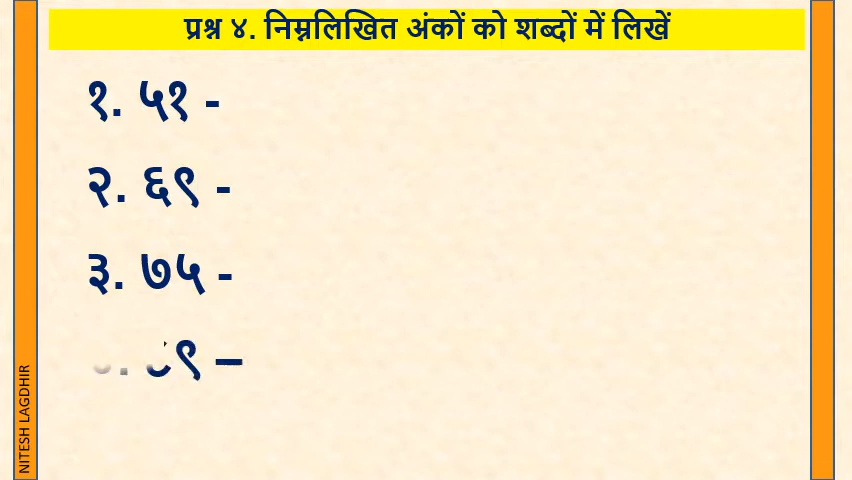 प्रश्न ४. निम्नलिखित अंकों को शब्दों में लिखें
१. ५१ -
२. ६९ -
३. ७५ -
NITESH LAGDHIR